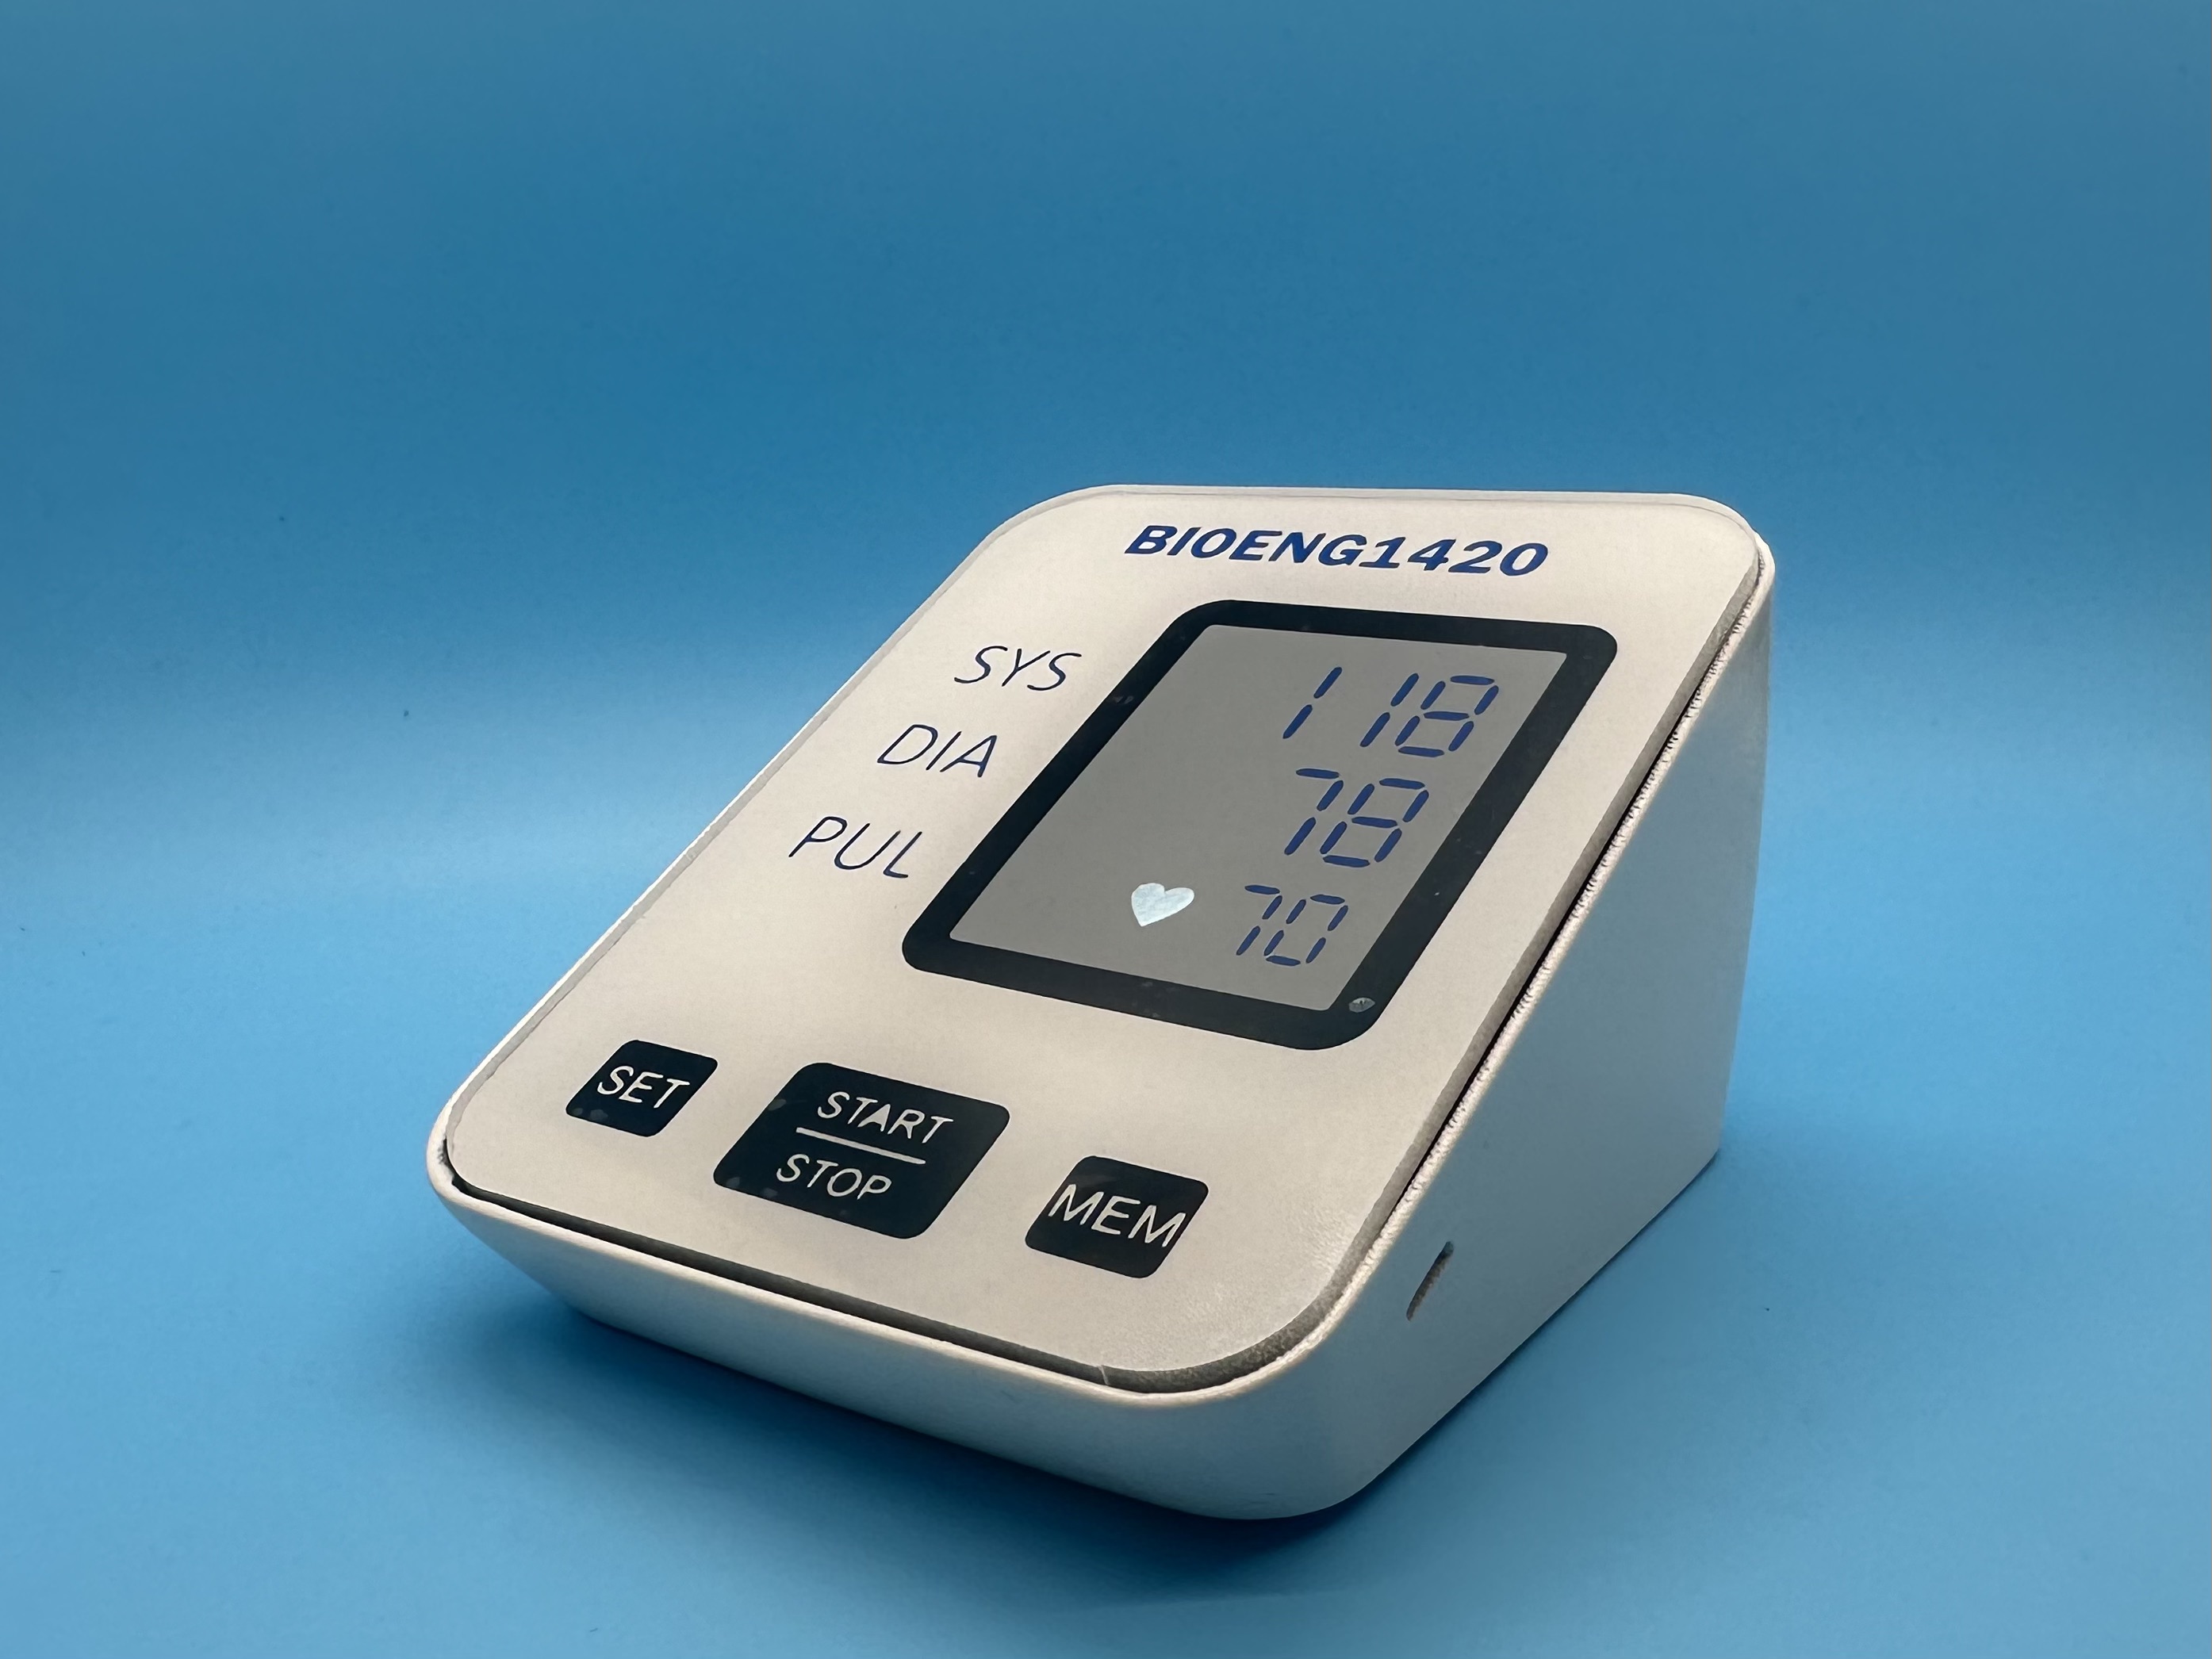 BIOENG1420
SYS 118
DIA 78
PUL 70
SET
START
STOP
MEM